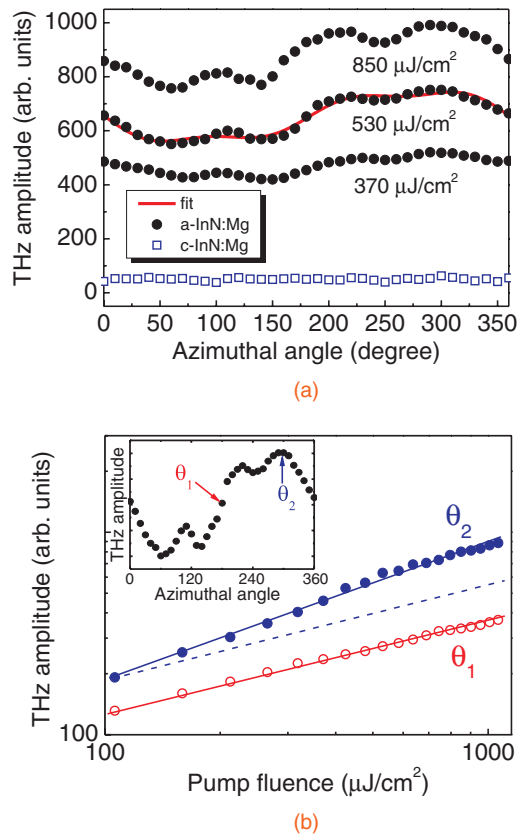 1000
800
600
400
200
0
THz amplitude (arb. units)
850 μJ/cm²
530 μJ/cm²
370 μJ/cm²
fit
a-InN:Mg
c-InN:Mg
0 50 100 150 200 250 300 350
Azimuthal angle (degree)
(a)
THz amplitude (arb. units)
THz amplitude
θ₁
θ₂
0 120 240 360
Azimuthal angle
θ₂
θ₁
100
100 1000
Pump fluence (μJ/cm²)
(b)